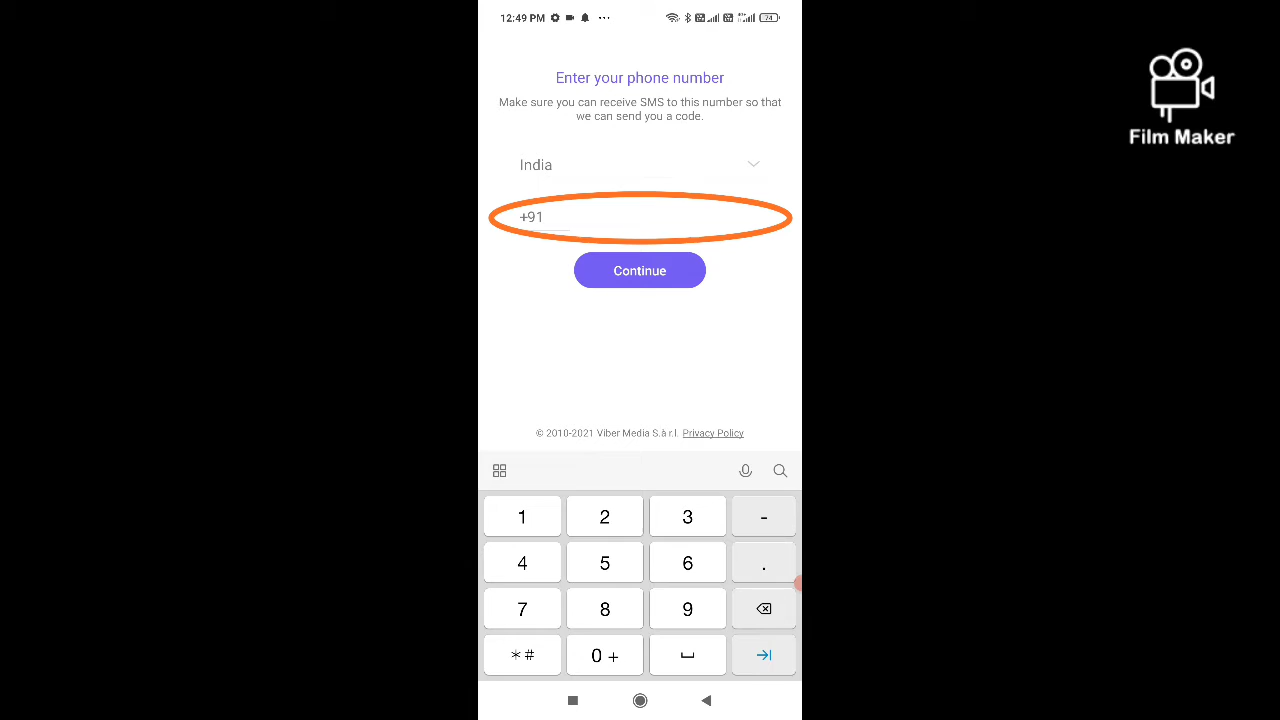 12:49 PM ...
74
Enter your phone number
Make sure you can receive SMS to this number so that
we can send you a code.
India
+91
Continue
© 2010-2021 Viber Media S.à r.l. Privacy Policy
1 2 3 -
4 5 6 .
7 8 9
*# 0 +
Film Maker